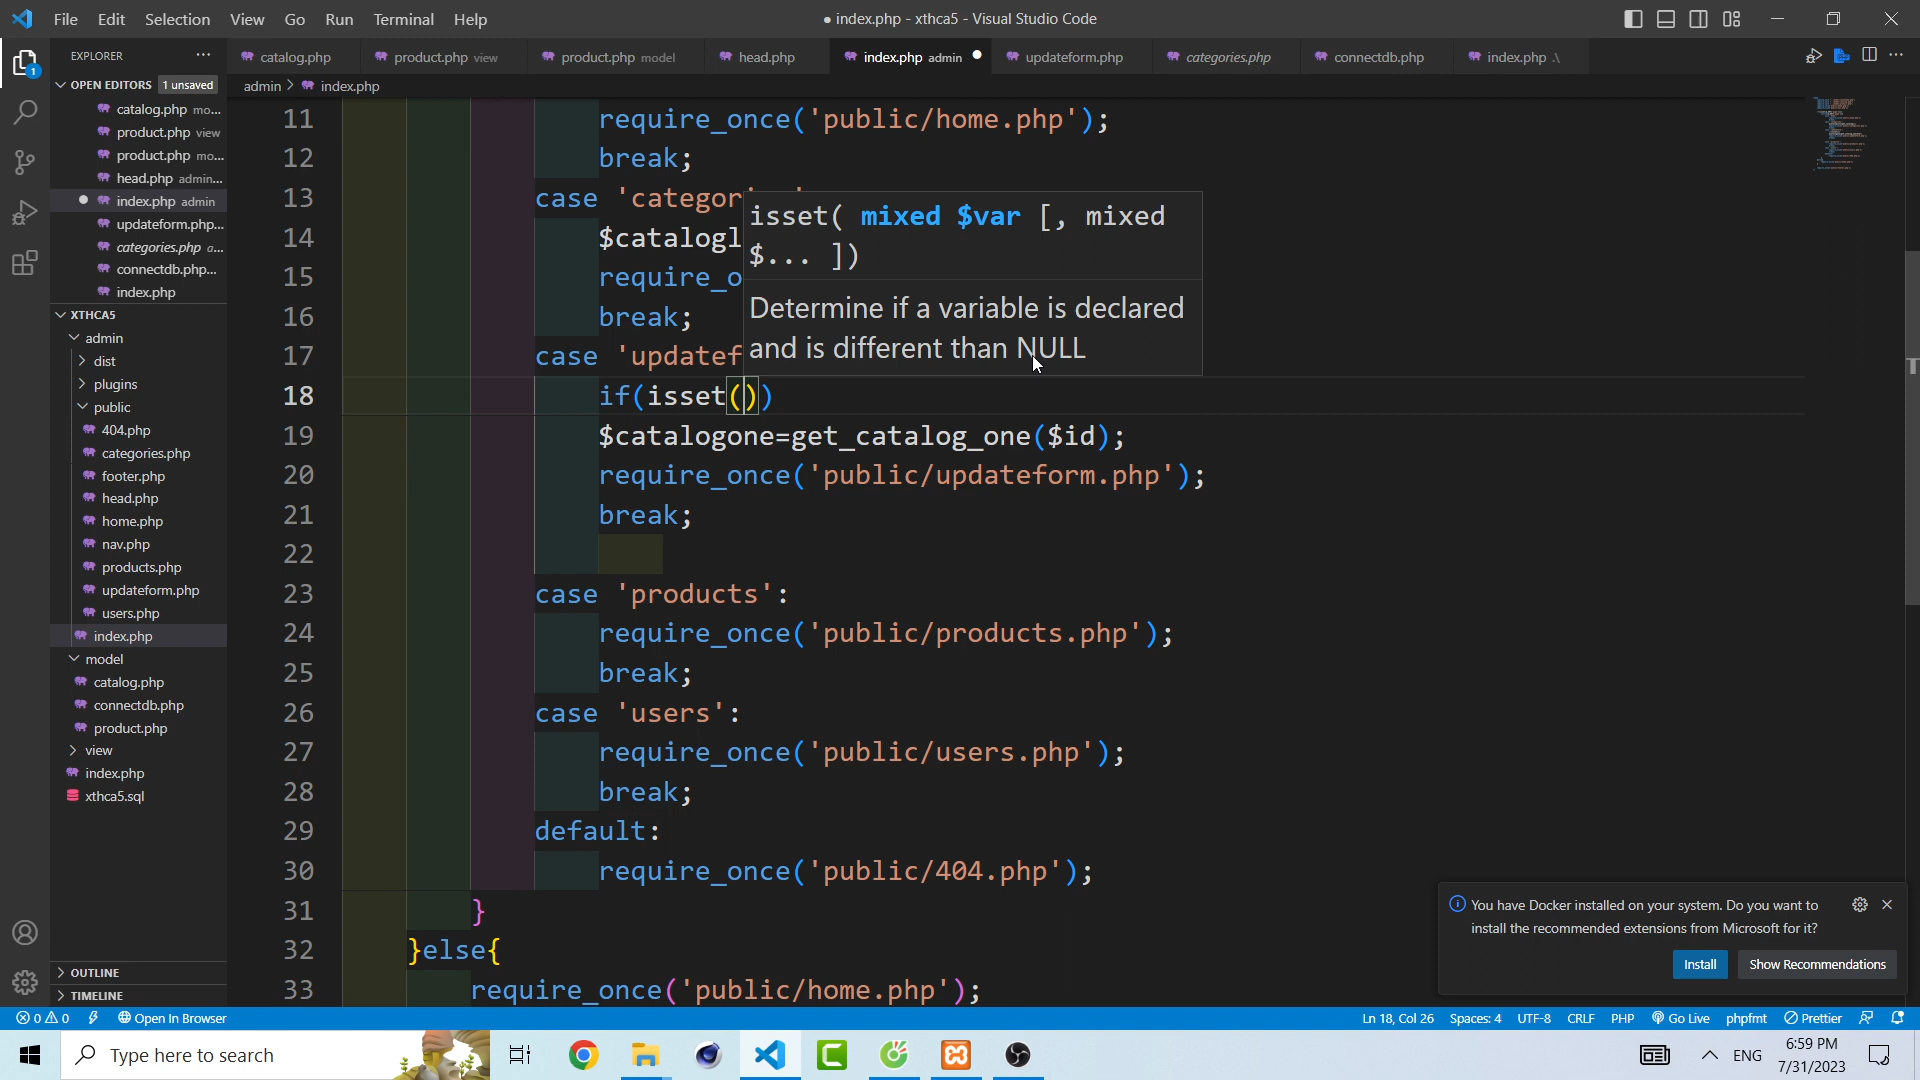 File Edit Selection View Go Run Terminal Help
● index.php - xthca5 - Visual Studio Code
EXPLORER ...
catalog.php
product.php view
product.php model
head.php
index.php admin
updateform.php
categories.php
connectdb.php
index.php .\
OPEN EDITORS 1 unsaved
catalog.php mo...
product.php view
product.php mo...
head.php admin...
index.php admin
updateform.php...
categories.php a...
connectdb.php...
index.php
XTHCA5
admin
dist
plugins
public
404.php
categories.php
footer.php
head.php
home.php
nav.php
products.php
updateform.php
users.php
index.php
model
catalog.php
connectdb.php
product.php
view
index.php
xthca5.sql
OUTLINE
TIMELINE
admin > index.php
11 require_once('public/home.php');
12 break;
13 case 'categor
14 $catalogl
15 require_o
16 break;
17 case 'updatef
18 if(isset())
19 $catalogone=get_catalog_one($id);
20 require_once('public/updateform.php');
21 break;
22
23 case 'products':
24 require_once('public/products.php');
25 break;
26 case 'users':
27 require_once('public/users.php');
28 break;
29 default:
30 require_once('public/404.php');
31 }
32 }else{
33 require_once('public/home.php');
isset( mixed $var [, mixed
$... ])
Determine if a variable is declared
and is different than NULL
You have Docker installed on your system. Do you want to
install the recommended extensions from Microsoft for it?
Install Show Recommendations
0 0 Open In Browser
Ln 18, Col 26 Spaces: 4 UTF-8 CRLF PHP Go Live phpfmt Prettier
Type here to search
ENG
6:59 PM
7/31/2023